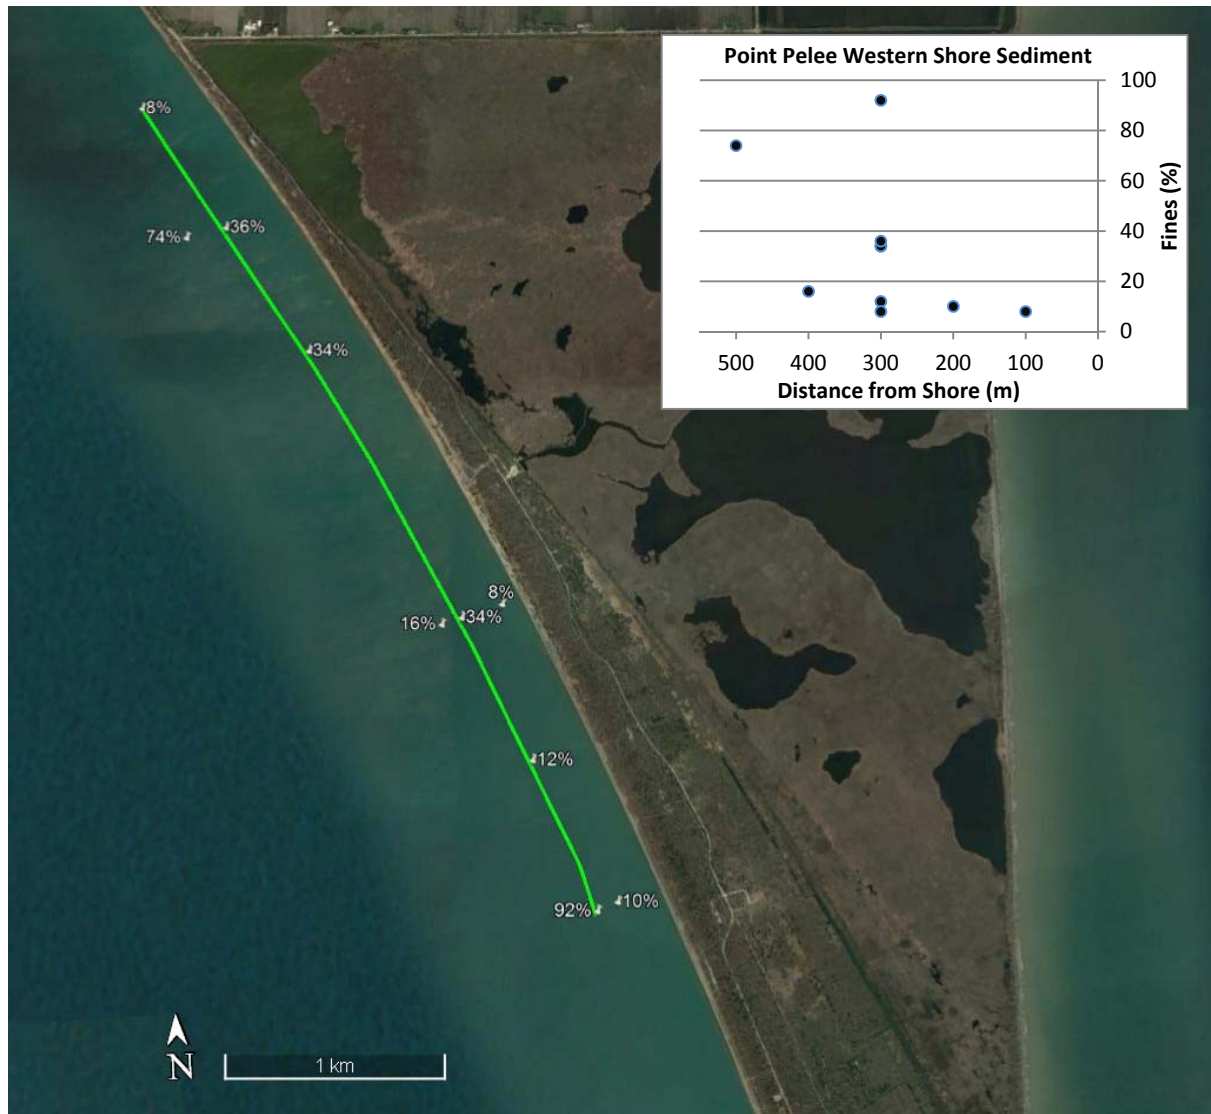 Point Pelee Western Shore Sediment
100
80
60
40
20
0
Fines (%)
500 400 300 200 100 0
Distance from Shore (m)
8%
36%
74%
34%
8%
16%
34%
12%
92%
10%
N
1 km